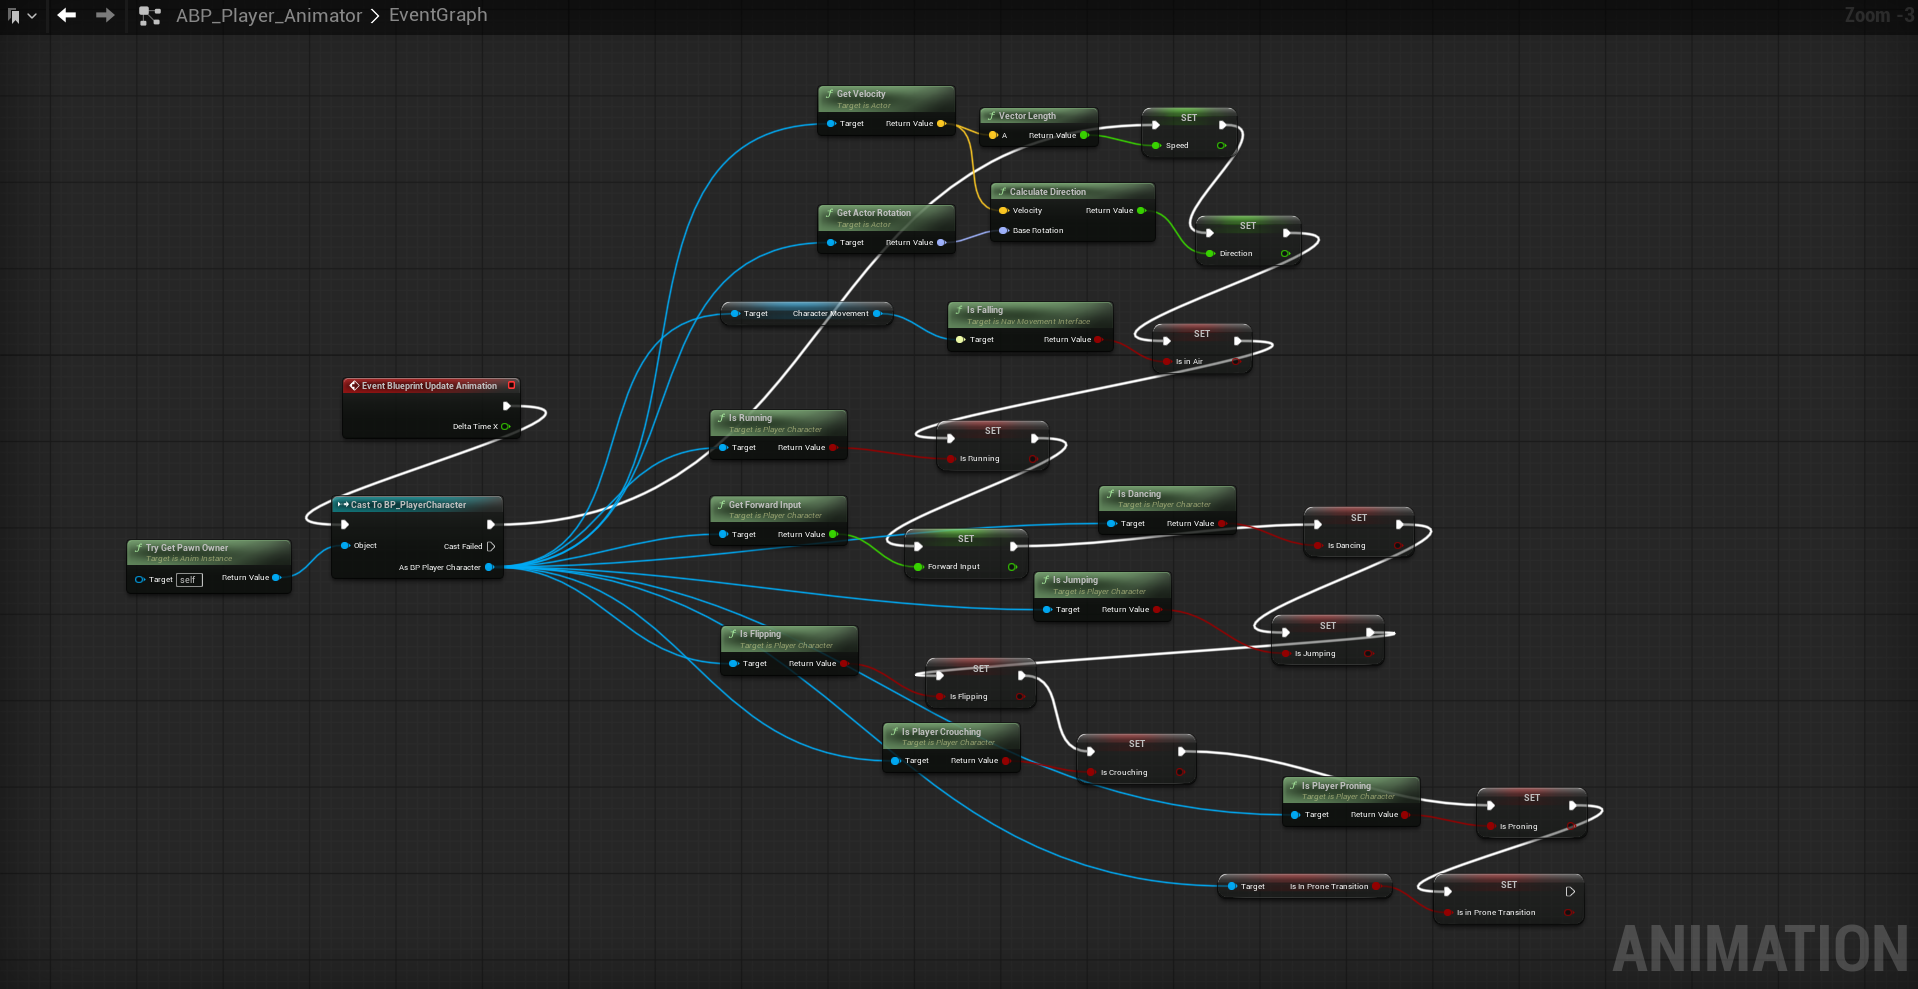 ABP_Player_Animator > EventGraph
Zoom -3
Get Velocity
Target is Actor
Target Return Value
Vector Length
A Return Value
SET
Speed
Get Actor Rotation
Target is Actor
Target Return Value
Calculate Direction
Velocity Return Value
Base Rotation
SET
Direction
Target Character Movement
Is Falling
Target is Nav Movement Interface
Target Return Value
SET
Is in Air
Event Blueprint Update Animation
Delta Time X
Is Running
Target is Player Character
Target Return Value
SET
Is Running
Cast To BP_PlayerCharacter
Object Cast Failed
As BP Player Character
Try Get Pawn Owner
Target is Anim Instance
Target self Return Value
Get Forward Input
Target is Player Character
Target Return Value
SET
Forward Input
Is Dancing
Target is Player Character
Target Return Value
SET
Is Dancing
Is Jumping
Target is Player Character
Target Return Value
SET
Is Jumping
Is Flipping
Target is Player Character
Target Return Value
SET
Is Flipping
Is Player Crouching
Target is Player Character
Target Return Value
SET
Is Crouching
Is Player Proning
Target is Player Character
Target Return Value
SET
Is Proning
Target Is In Prone Transition
SET
Is in Prone Transition
ANIMATION